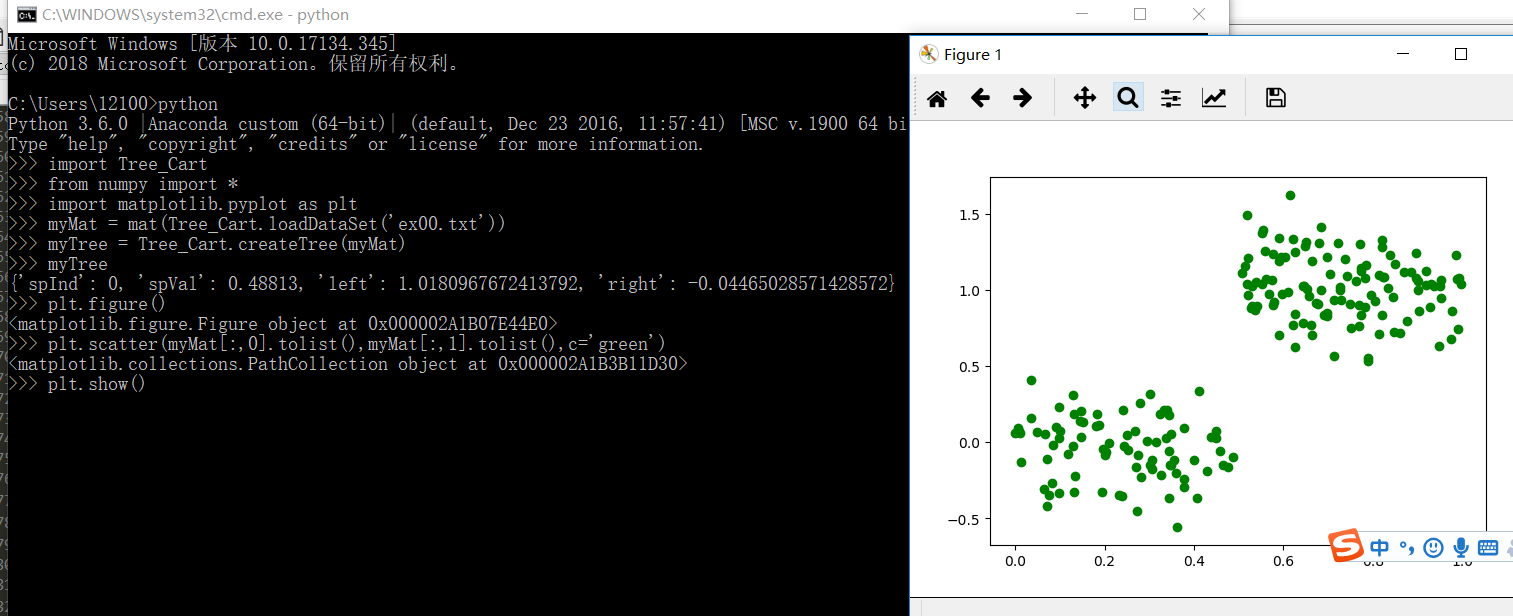 C:\WINDOWS\system32\cmd.exe - python
Microsoft Windows [版本 10.0.17134.345]
(c) 2018 Microsoft Corporation。保留所有权利。
C:\Users\12100>python
Python 3.6.0 |Anaconda custom (64-bit)| (default, Dec 23 2016, 11:57:41) [MSC v.1900 64 bi
Type "help", "copyright", "credits" or "license" for more information.
>>> import Tree_Cart
>>> from numpy import *
>>> import matplotlib.pyplot as plt
>>> myMat = mat(Tree_Cart.loadDataSet('ex00.txt'))
>>> myTree = Tree_Cart.createTree(myMat)
>>> myTree
{'spInd': 0, 'spVal': 0.48813, 'left': 1.0180967672413792, 'right': -0.04465028571428572}
>>> plt.figure()
<matplotlib.figure.Figure object at 0x000002A1B07E44E0>
>>> plt.scatter(myMat[:,0].tolist(),myMat[:,1].tolist(),c='green')
<matplotlib.collections.PathCollection object at 0x000002A1B3B11D30>
>>> plt.show()
Figure 1
1.5
1.0
0.5
0.0
−0.5
0.0 0.2 0.4 0.6 0.8 1.0
S中